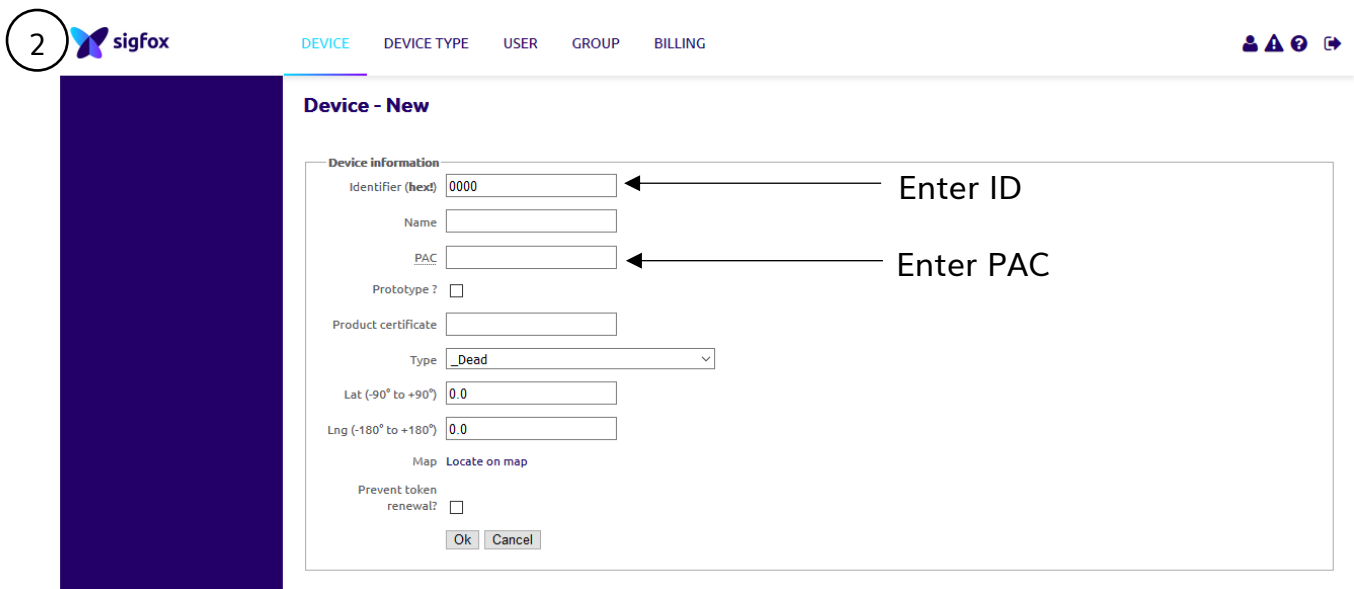 2
sigfox
DEVICE DEVICE TYPE USER GROUP BILLING
Device - New
Device information
Identifier (hex!) 0000
Enter ID
Name
PAC
Enter PAC
Prototype ?
Product certificate
Type _Dead
Lat (-90° to +90°) 0.0
Lng (-180° to +180°) 0.0
Map Locate on map
Prevent token
renewal?
Ok Cancel